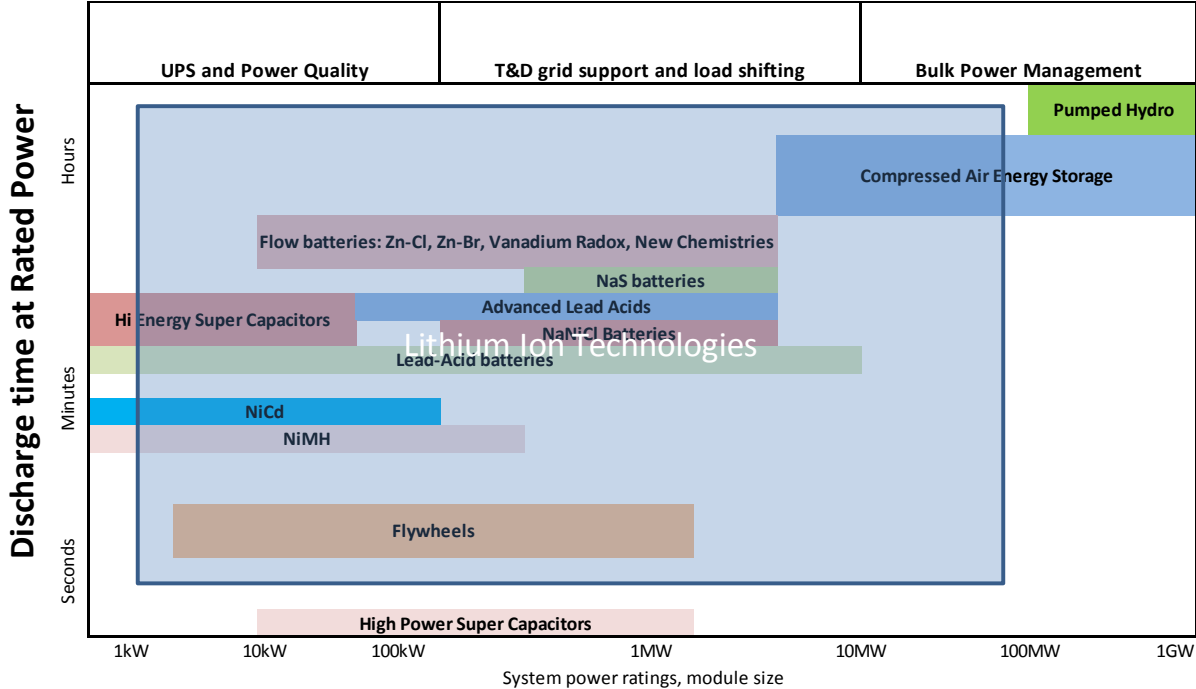 UPS and Power Quality
T&D grid support and load shifting
Bulk Power Management
Discharge time at Rated Power
Hours
Minutes
Seconds
Pumped Hydro
Compressed Air Energy Storage
Flow batteries: Zn-Cl, Zn-Br, Vanadium Radox, New Chemistries
NaS batteries
Advanced Lead Acids
Hi Energy Super Capacitors
NaNiCl Batteries
Lithium Ion Technologies
Lead-Acid batteries
NiCd
NiMH
Flywheels
High Power Super Capacitors
1kW 10kW 100kW 1MW 10MW 100MW 1GW
System power ratings, module size